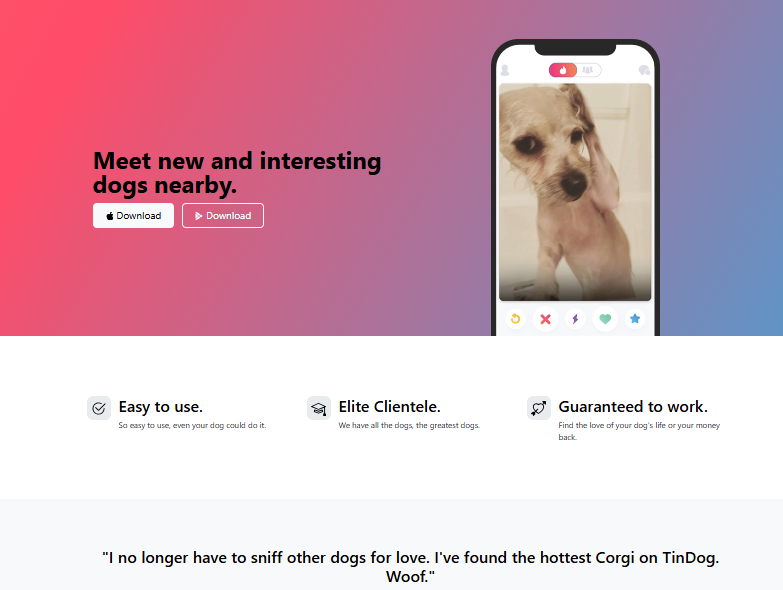 Meet new and interesting
dogs nearby.
Download
Download
Easy to use.
So easy to use, even your dog could do it.
Elite Clientele.
We have all the dogs, the greatest dogs.
Guaranteed to work.
Find the love of your dog's life or your money
back.
"I no longer have to sniff other dogs for love. I've found the hottest Corgi on TinDog.
Woof."